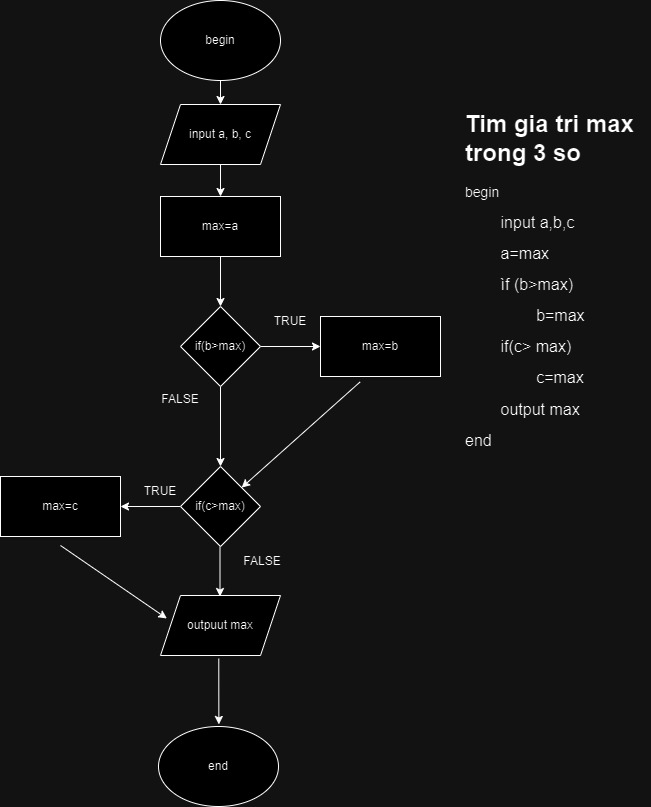 begin
input a, b, c
max=a
if(b>max)
TRUE
max=b
FALSE
if(c>max)
TRUE
max=c
FALSE
outpuut max
end
Tim gia tri max
trong 3 so
begin
input a,b,c
a=max
if (b>max)
b=max
if(c> max)
c=max
output max
end